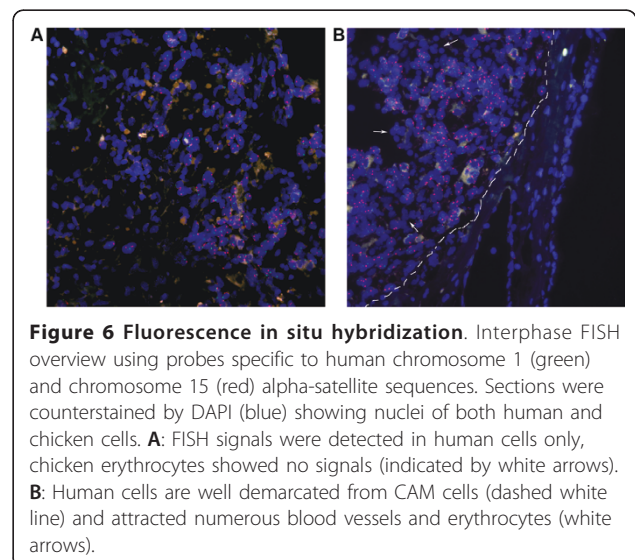 A B
Figure 6 Fluorescence in situ hybridization. Interphase FISH
overview using probes specific to human chromosome 1 (green)
and chromosome 15 (red) alpha-satellite sequences. Sections were
counterstained by DAPI (blue) showing nuclei of both human and
chicken cells. A: FISH signals were detected in human cells only,
chicken erythrocytes showed no signals (indicated by white arrows).
B: Human cells are well demarcated from CAM cells (dashed white
line) and attracted numerous blood vessels and erythrocytes (white
arrows).